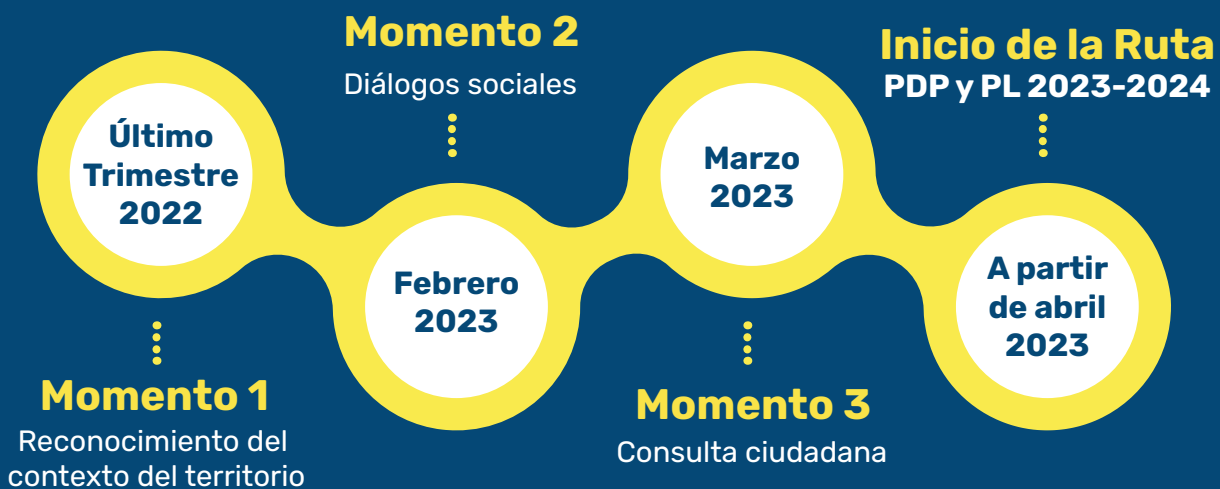 Último
Trimestre
2022
Momento 1
Reconocimiento del
contexto del territorio
Momento 2
Diálogos sociales
Febrero
2023
Marzo
2023
Momento 3
Consulta ciudadana
Inicio de la Ruta
PDP y PL 2023-2024
A partir
de abril
2023